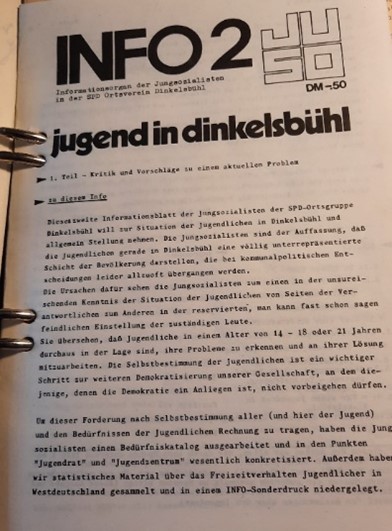 INFO 2
JUSO
Informationsorgan der Jungsozialisten
in der SPD Ortsverein Dinkelsbühl
DM -.50
jugend in dinkelsbühl
1. Teil - Kritik und Vorschläge zu einem aktuellen Problem
zu diesem Info
Dieses zweite Informationsblatt der Jungsozialisten der SPD-Ortsgruppe
Dinkelsbühl will zur Situation der Jugendlichen in Dinkelsbühl und
allgemein Stellung nehmen. Die Jungsozialisten sind der Auffassung, daß
die Jugendlichen gerade in Dinkelsbühl eine völlig unterrepräsentierte
Schicht der Bevölkerung darstellen, die bei kommunalpolitischen Ent-
scheidungen leider allzuoft übergangen werden.
Die Ursachen dafür sehen die Jungsozialisten zum einen in der unzurei-
chenden Kenntnis der Situation der Jugendlichen von Seiten der Ver-
antwortlichen zum Anderen in der reservierten, man kann fast schon sagen
feindlichen Einstellung der zuständigen Leute.
Sie übersehen, daß Jugendliche in einem Alter von 14 - 18 oder 21 Jahren
durchaus in der Lage sind, ihre Probleme zu erkennen und an ihrer Lösung
mitzuarbeiten. Die Selbstbestimmung der Jugendlichen ist ein wichtiger
Schritt zur weiteren Demokratisierung unserer Gesellschaft, an dem die-
jenige, denen die Demokratie ein Anliegen ist, nicht vorbeigehen dürfen.
Um dieser Forderung nach Selbstbestimmung aller (und hier der Jugend)
und den Bedürfnissen der Jugendlichen Rechnung zu tragen, haben die Jung
sozialisten einen Bedürfniskatalog ausgearbeitet und in den Punkten
"Jugendrat" und "Jugendzentrum" wesentlich konkretisiert. Außerdem habe
wir statistisches Material über das Freizeitverhalten Jugendlicher in
Westdeutschland gesammelt und in einem INFO-Sonderdruck niedergelegt.